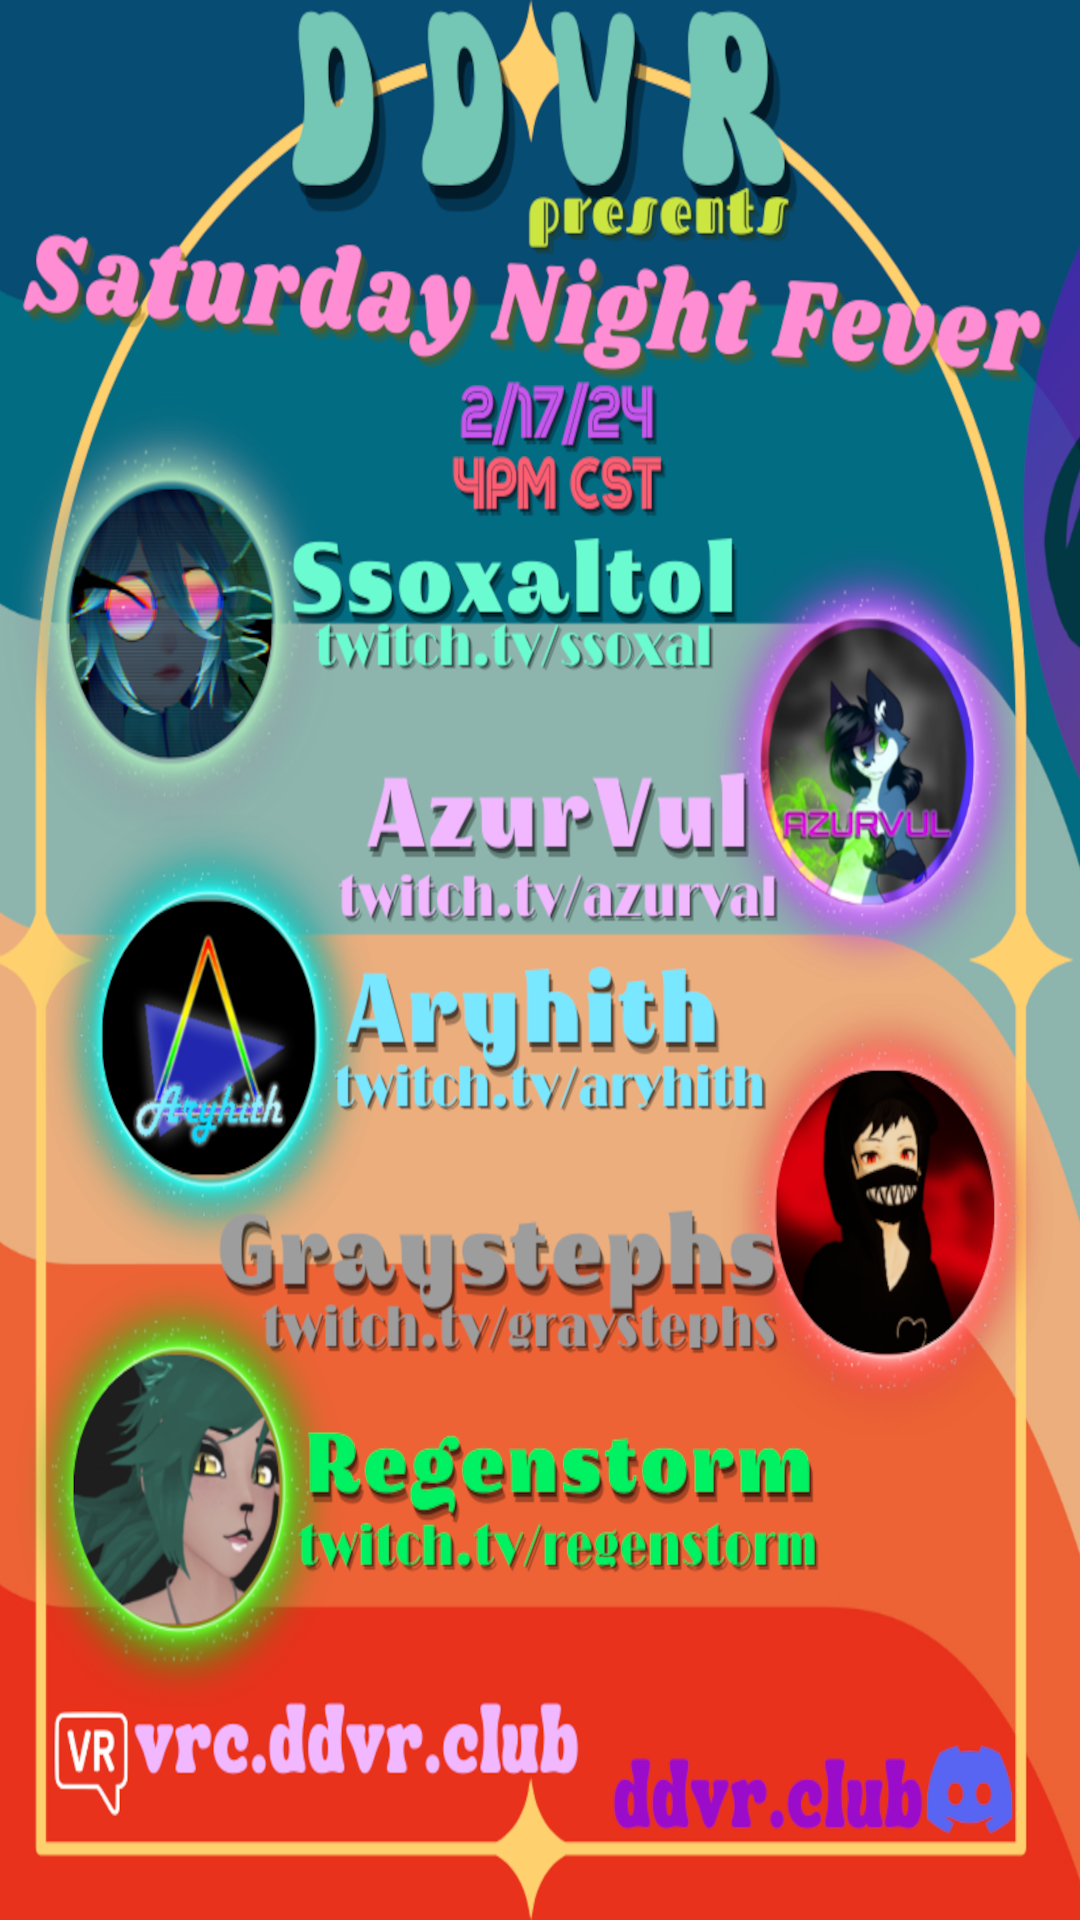 DDVR
presents
Saturday Night Fever
2/17/24
4PM CST
Ssoxaltol
twitch.tv/ssoxal
AZURVUL
AzurVul
twitch.tv/azurval
Aryhith
Aryhith
twitch.tv/aryhith
Graystephs
twitch.tv/graystephs
Regenstorm
twitch.tv/regenstorm
VR vrc.ddvr.club
ddvr.club